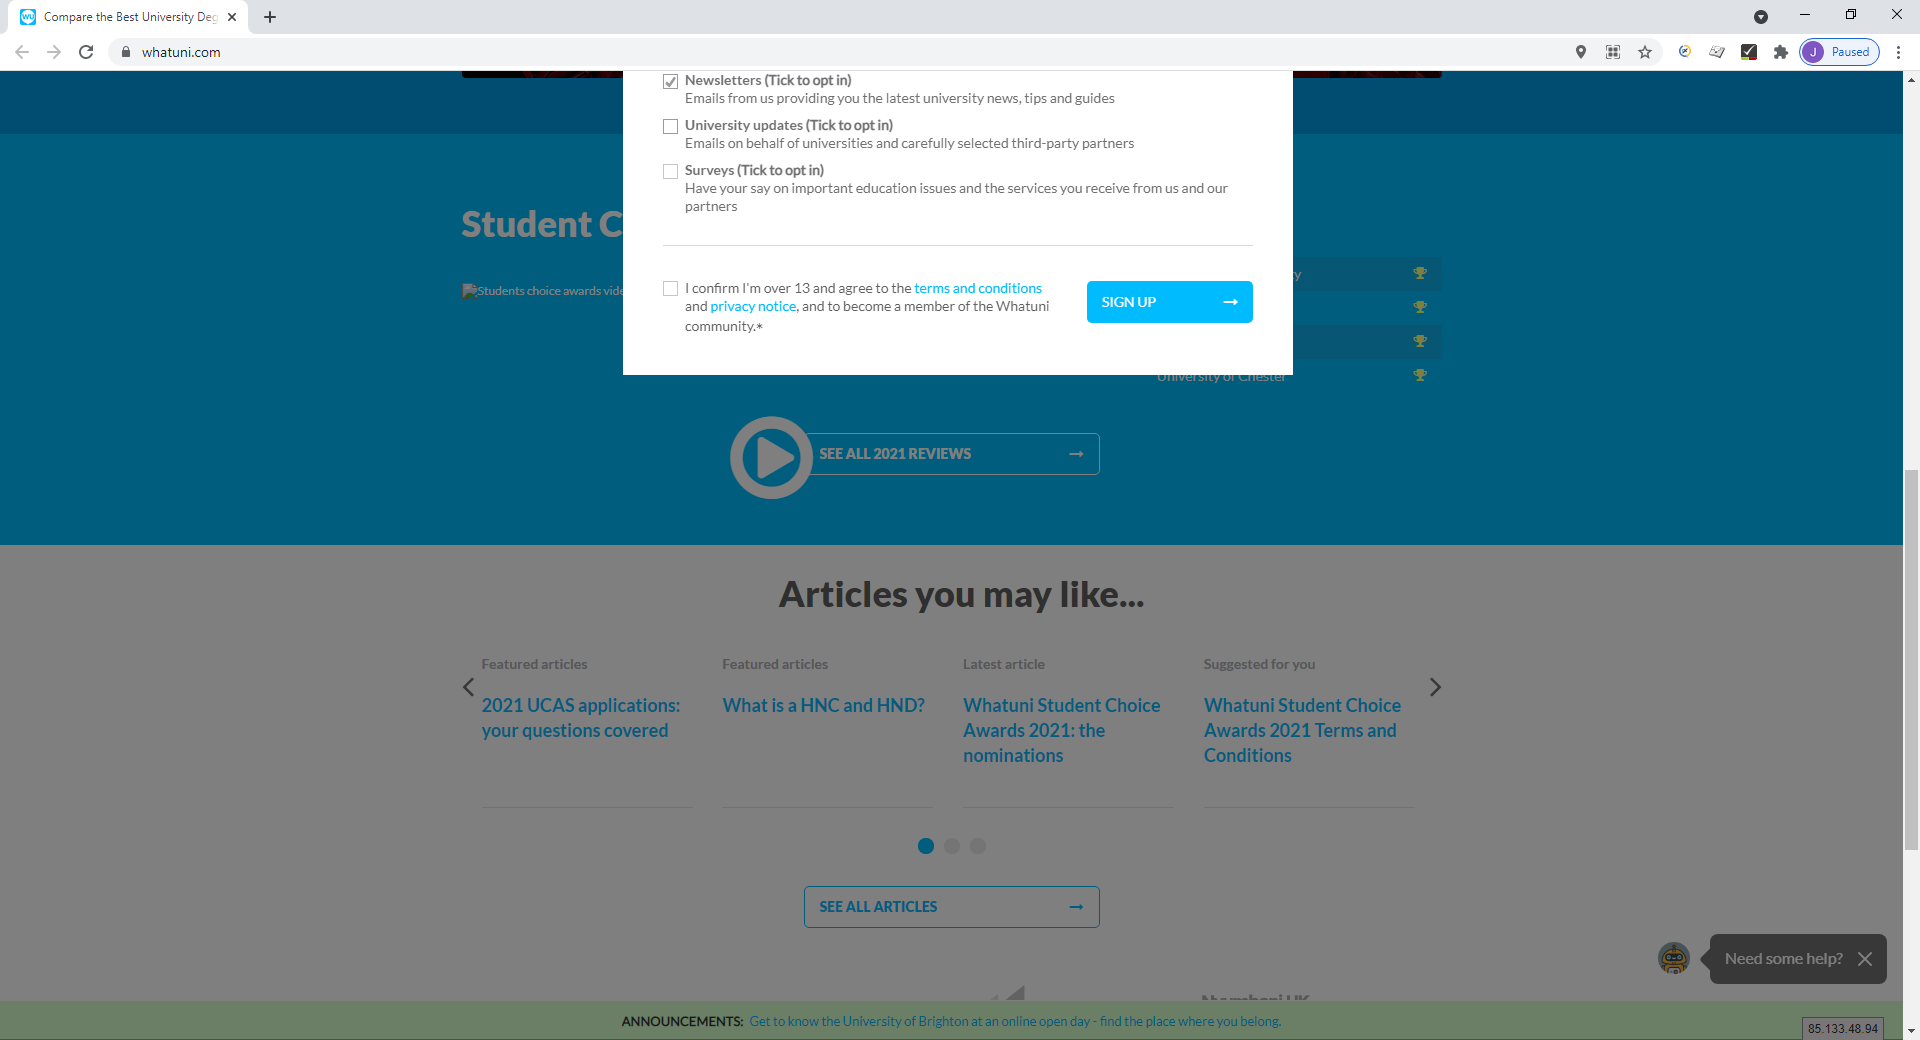 Compare the Best University Deg
whatuni.com
J Paused
Newsletters (Tick to opt in)
Emails from us providing you the latest university news, tips and guides
University updates (Tick to opt in)
Emails on behalf of universities and carefully selected third-party partners
Surveys (Tick to opt in)
Have your say on important education issues and the services you receive from us and our
partners
Student C
Students choice awards vide
y
I confirm I'm over 13 and agree to the terms and conditions
and privacy notice, and to become a member of the Whatuni
community.*
SIGN UP
University of Chester
SEE ALL 2021 REVIEWS
Articles you may like...
Featured articles
2021 UCAS applications:
your questions covered
Featured articles
What is a HNC and HND?
Latest article
Whatuni Student Choice
Awards 2021: the
nominations
Suggested for you
Whatuni Student Choice
Awards 2021 Terms and
Conditions
SEE ALL ARTICLES
Need some help?
ANNOUNCEMENTS: Get to know the University of Brighton at an online open day - find the place where you belong.
85.133.48.94